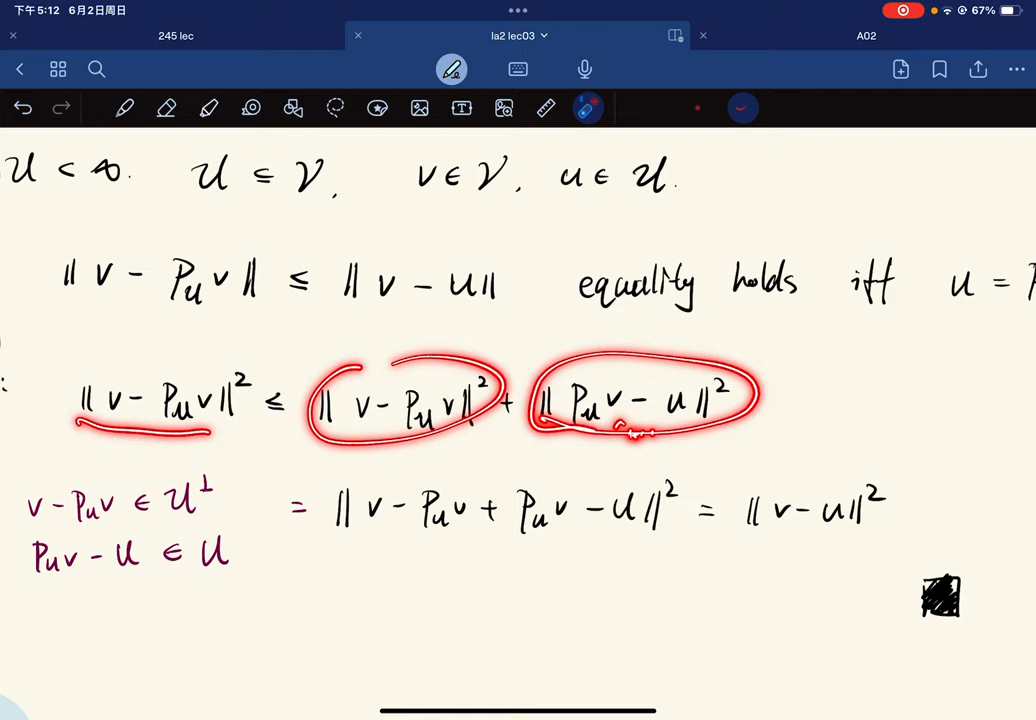 下午5:12 6月2日周日 67%
245 lec la2 lec03 A02
U < ∞. U ⊆ V, v ∈ V, u ∈ U.
‖v - P_U v‖ ≤ ‖v - u‖ equality holds iff u = P
: ‖v - P_U v‖² ≤ ‖v - P_U v‖² + ‖P_U v - u‖²
v - P_U v ∈ U^⊥ = ‖v - P_U v + P_U v - u‖² = ‖v - u‖²
P_U v - u ∈ U